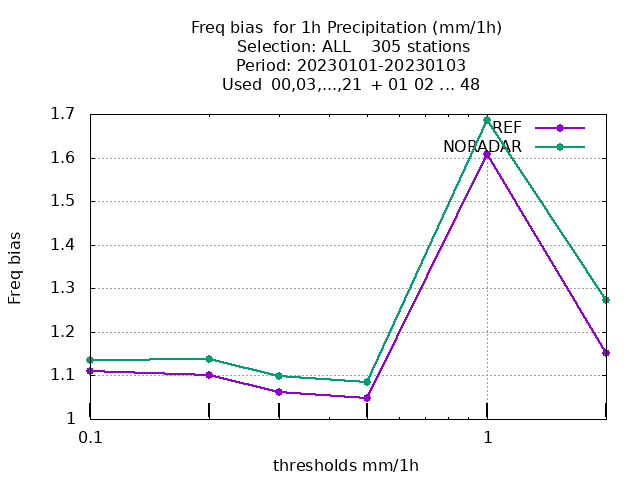 Freq bias  for 1h Precipitation (mm/1h)
Selection: ALL    305 stations
Period: 20230101-20230103
Used  00,03,...,21  + 01 02 ... 48
1.7
1.6
1.5
1.4
1.3
1.2
1.1
1
Freq bias
REF
NORADAR
0.1
1
thresholds mm/1h